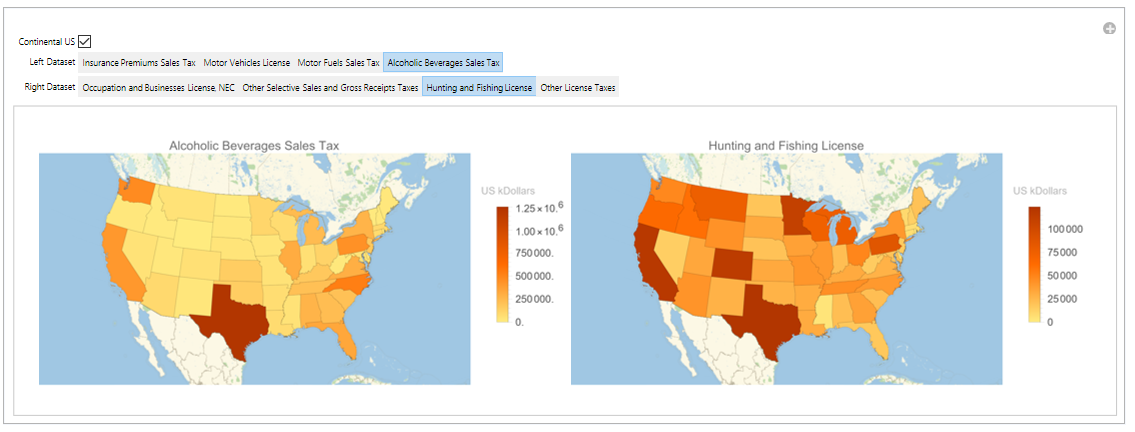 Continental US
Left Dataset Insurance Premiums Sales Tax Motor Vehicles License Motor Fuels Sales Tax Alcoholic Beverages Sales Tax
Right Dataset Occupation and Businesses License, NEC Other Selective Sales and Gross Receipts Taxes Hunting and Fishing License Other License Taxes
Alcoholic Beverages Sales Tax
US kDollars
1.25×10^6
1.00×10^6
750000.
500000.
250000.
0.
Hunting and Fishing License
US kDollars
100000
75000
50000
25000
0